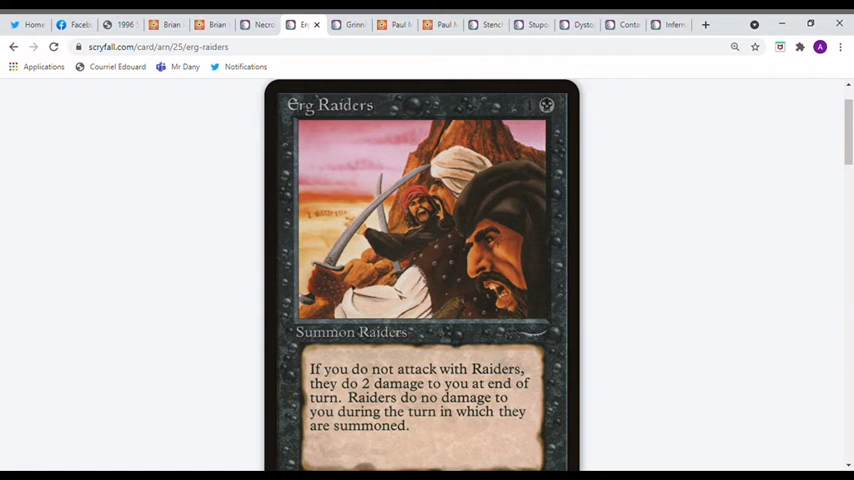 Home Faceb 1996 Brian Brian Necro Er Grinn Paul M Paul M Stench Stupo Dysto Conta Infern
scryfall.com/card/arn/25/erg-raiders
A
Applications Courriel Edouard Mr Dany Notifications
Erg Raiders 1
Summon Raiders
If you do not attack with Raiders,
they do 2 damage to you at end of
turn. Raiders do no damage to
you during the turn in which they
are summoned.